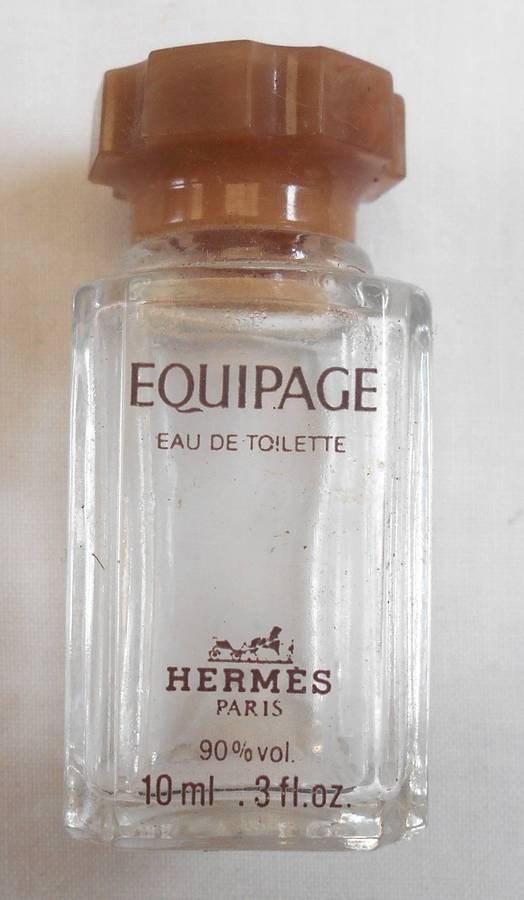 EQUIPAGE
EAU DE TOILETTE
HERMÈS
PARIS
90% vol.
10 ml .3 fl.oz.